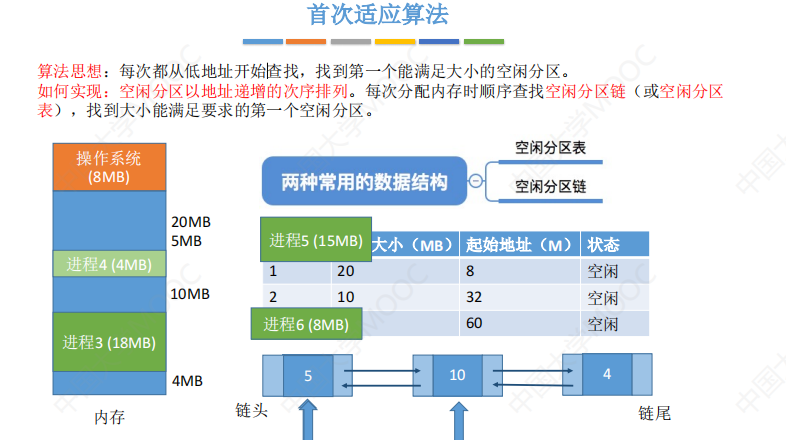 首次适应算法
算法思想：每次都从低地址开始查找，找到第一个能满足大小的空闲分区。
如何实现：空闲分区以地址递增的次序排列。每次分配内存时顺序查找空闲分区链（或空闲分区
表），找到大小能满足要求的第一个空闲分区。
操作系统
(8MB)
20MB
5MB
进程4 (4MB)
10MB
进程3 (18MB)
4MB
内存
两种常用的数据结构
空闲分区表
空闲分区链
进程5 (15MB) 大小（MB） 起始地址（M） 状态
1 20 8 空闲
2 10 32 空闲
进程6 (8MB) 60 空闲
5 10 4
链头 链尾
中国大学MOOC